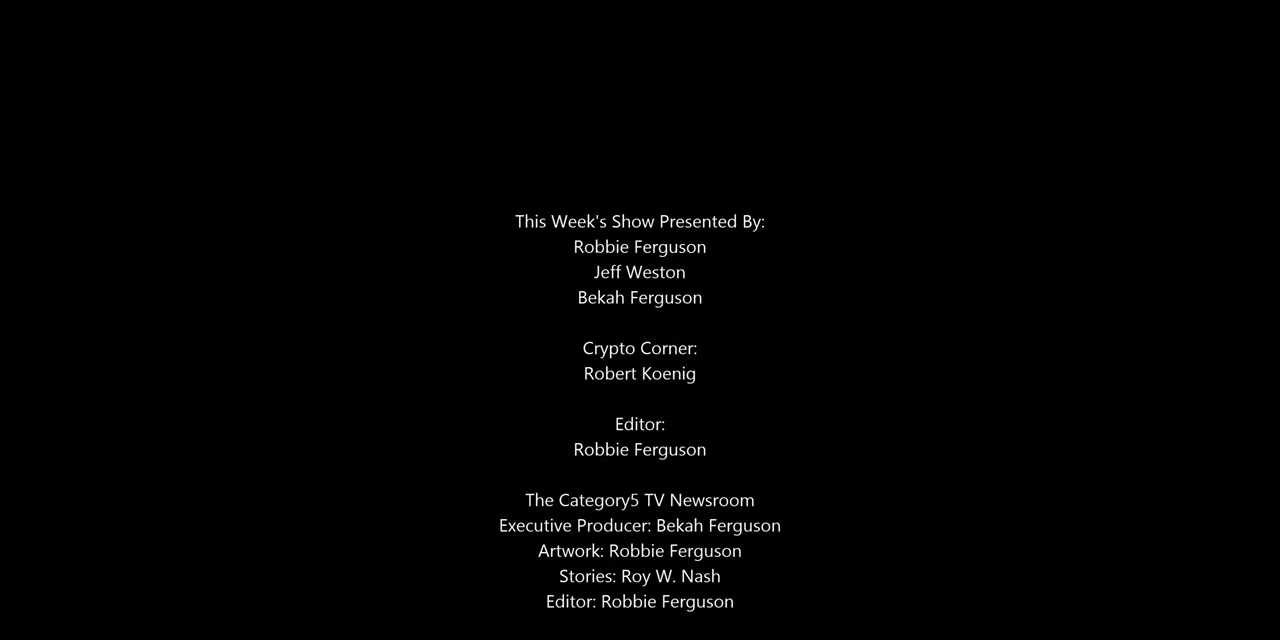 This Week's Show Presented By:
Robbie Ferguson
Jeff Weston
Bekah Ferguson
Crypto Corner:
Robert Koenig
Editor:
Robbie Ferguson
The Category5 TV Newsroom
Executive Producer: Bekah Ferguson
Artwork: Robbie Ferguson
Stories: Roy W. Nash
Editor: Robbie Ferguson